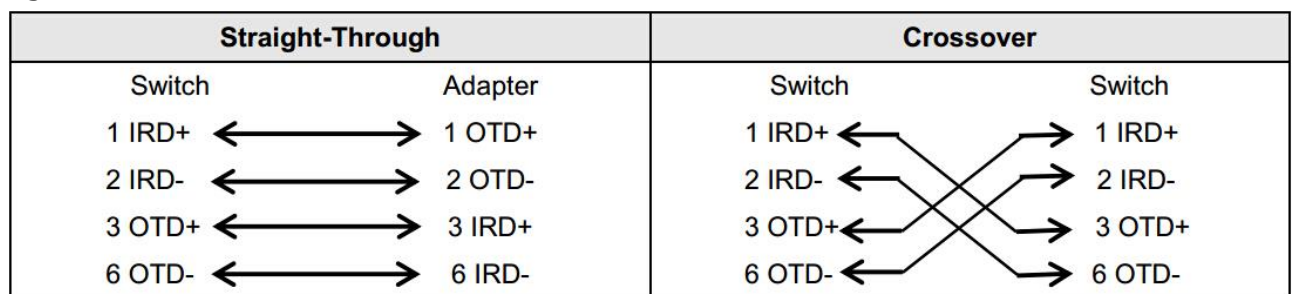 Straight-Through Crossover
Switch Adapter Switch Switch
1 IRD+ 1 OTD+ 1 IRD+ 1 IRD+
2 IRD- 2 OTD- 2 IRD- 2 IRD-
3 OTD+ 3 IRD+ 3 OTD+ 3 OTD+
6 OTD- 6 IRD- 6 OTD- 6 OTD-